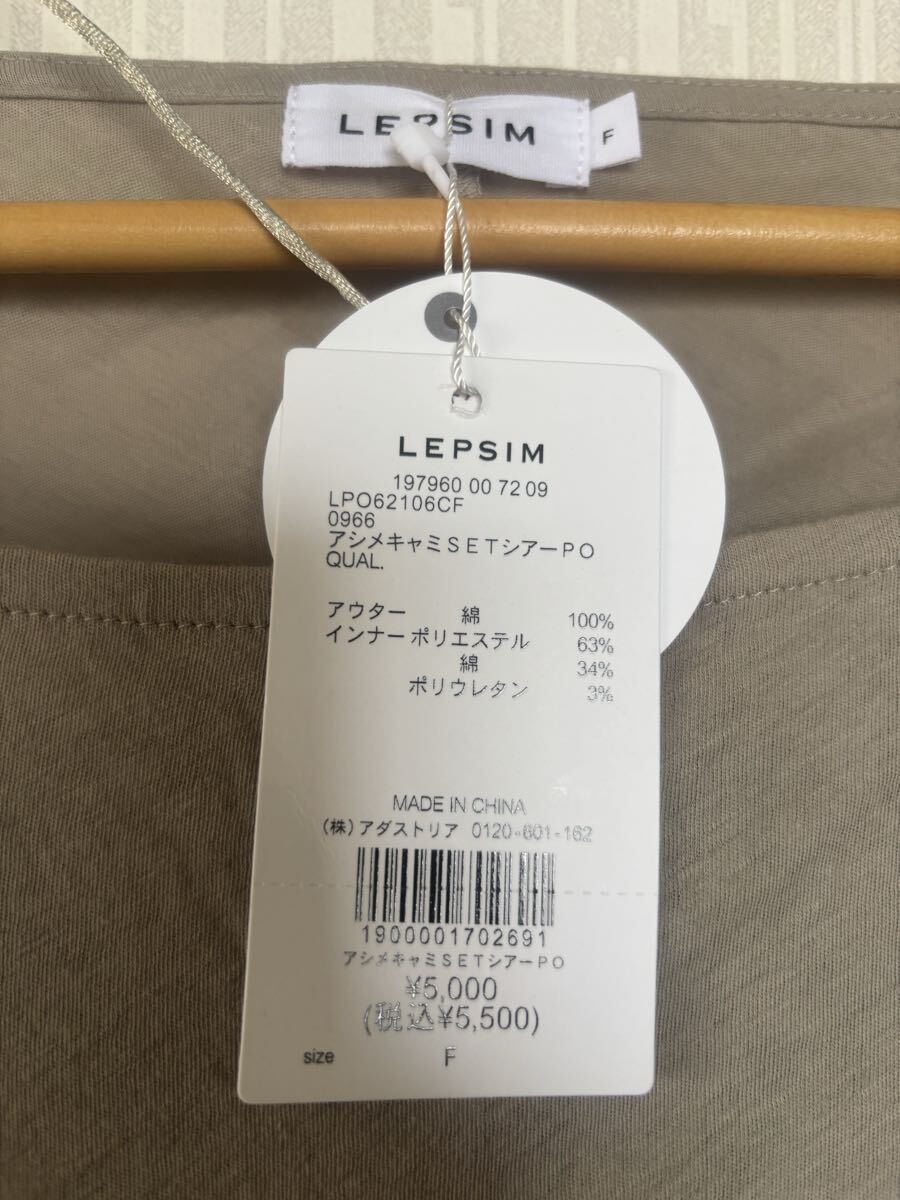 LEPSIM
F
LEPSIM
197960 00 72 09
LPO62106CF
0966
アシメキャミSETシアーPO
QUAL.
アウター 綿 100%
インナー ポリエステル 63%
綿 34%
ポリウレタン 3%
MADE IN CHINA
(株)アダストリア 0120-601-162
1900001702691
アシメキャミSETシアーPO
¥5,000
(税込¥5,500)
size F